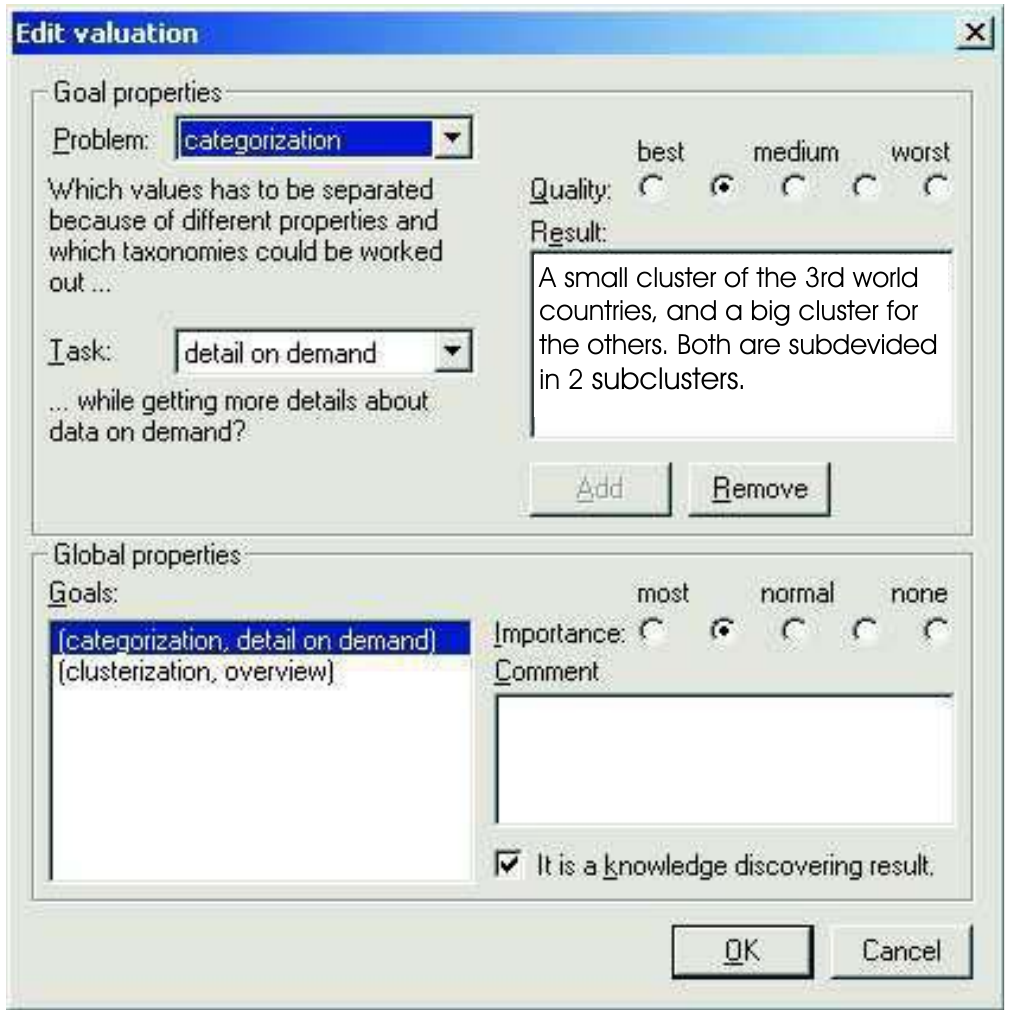 Edit valuation
Goal properties
Problem: categorization
Which values has to be separated
because of different properties and
which taxonomies could be worked
out ...
Task: detail on demand
... while getting more details about
data on demand?
best medium worst
Quality:
Result:
A small cluster of the 3rd world
countries, and a big cluster for
the others. Both are subdevided
in 2 subclusters.
Add Remove
Global properties
Goals:
(categorization, detail on demand)
(clusterization, overview)
most normal none
Importance:
Comment
It is a knowledge discovering result.
OK Cancel